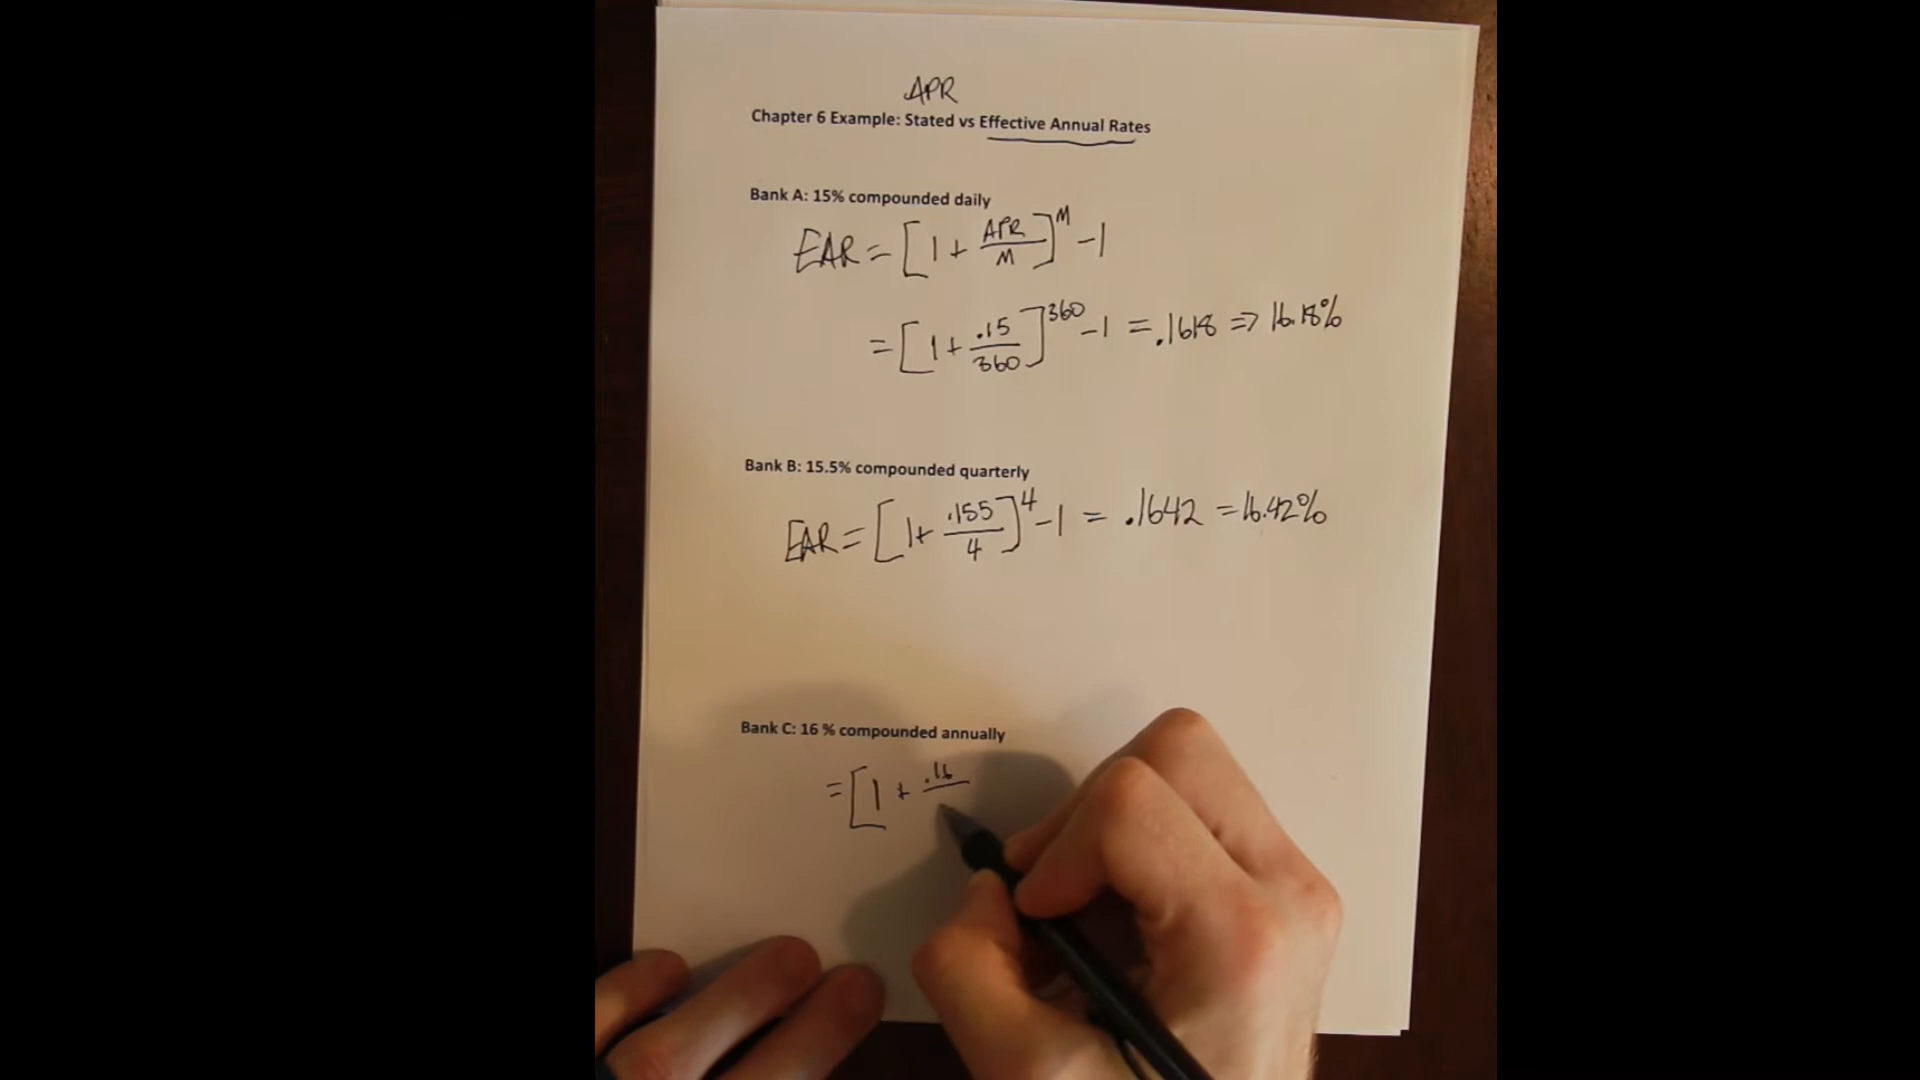 APR
Chapter 6 Example: Stated vs Effective Annual Rates
Bank A: 15% compounded daily
EAR = [1 + APR/M]^M - 1
= [1 + .15/360]^360 - 1 = .1618 => 16.18%
Bank B: 15.5% compounded quarterly
EAR = [1 + .155/4]^4 - 1 = .1642 = 16.42%
Bank C: 16 % compounded annually
= [1 + .16